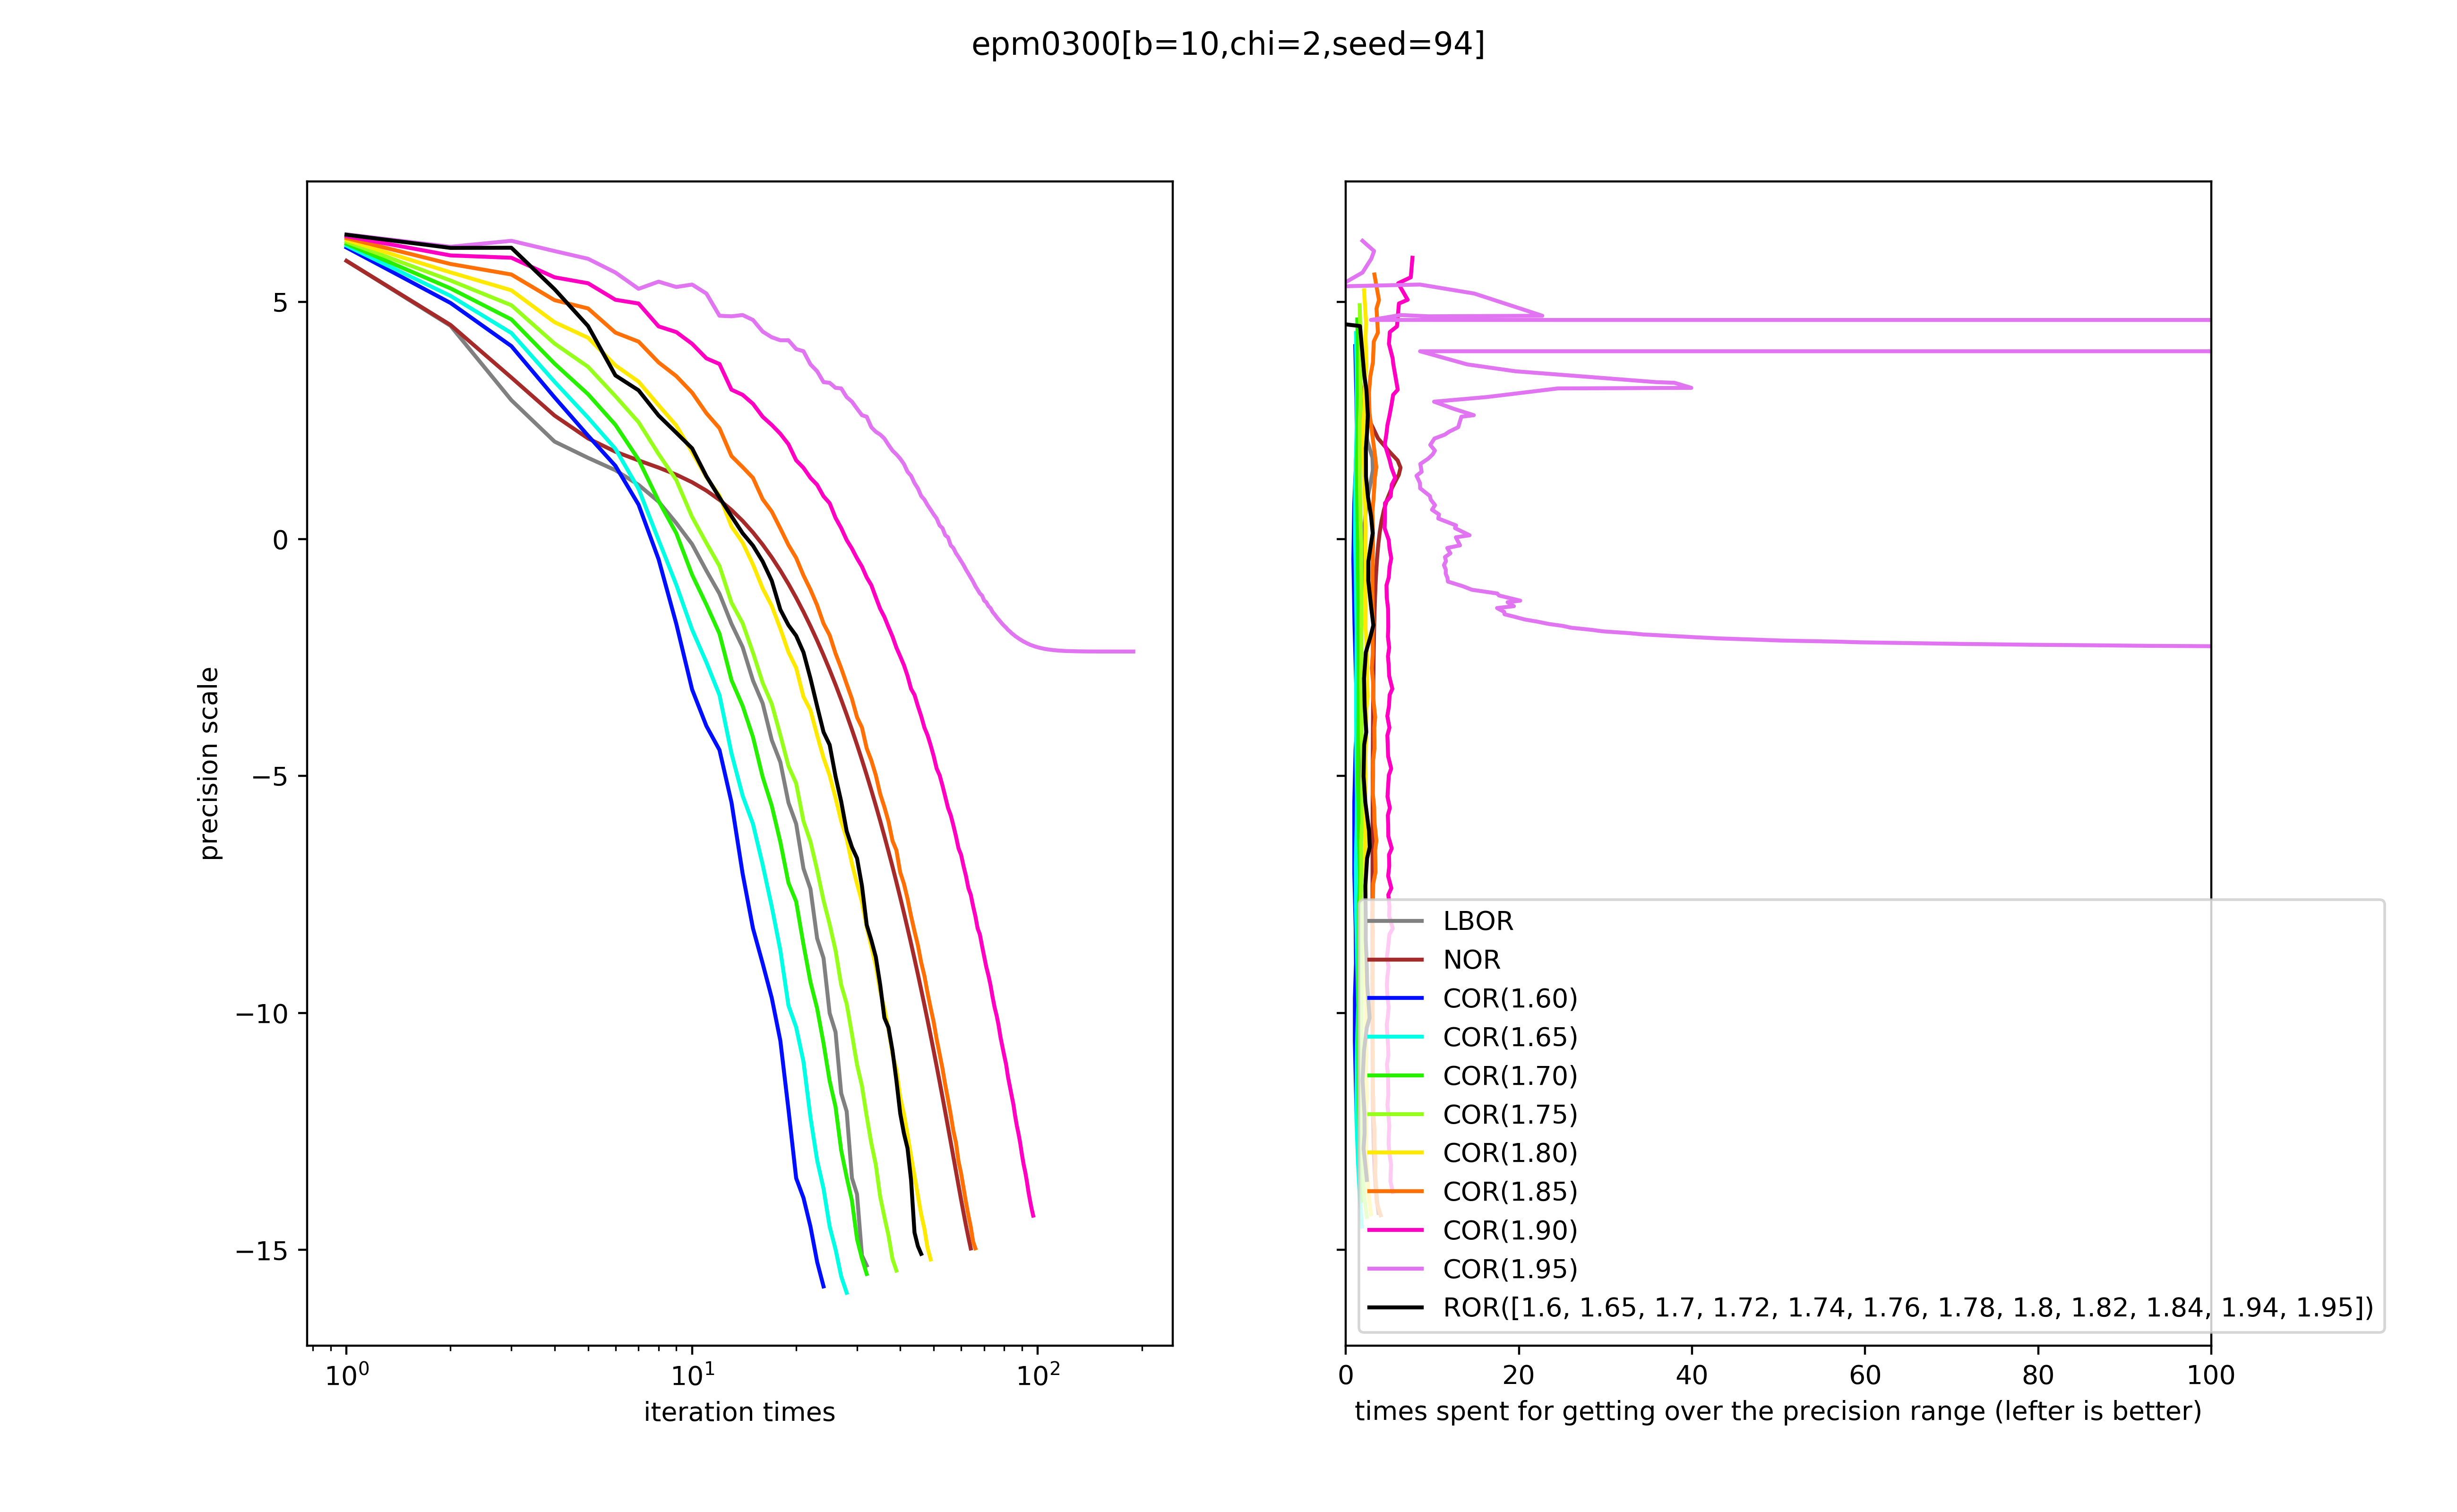 epm0300[b=10,chi=2,seed=94]
precision scale
5
0
−5
−10
−15
10^0
10^1
10^2
iteration times
0
20
40
60
80
100
times spent for getting over the precision range (lefter is better)
LBOR
NOR
COR(1.60)
COR(1.65)
COR(1.70)
COR(1.75)
COR(1.80)
COR(1.85)
COR(1.90)
COR(1.95)
ROR([1.6, 1.65, 1.7, 1.72, 1.74, 1.76, 1.78, 1.8, 1.82, 1.84, 1.94, 1.95])